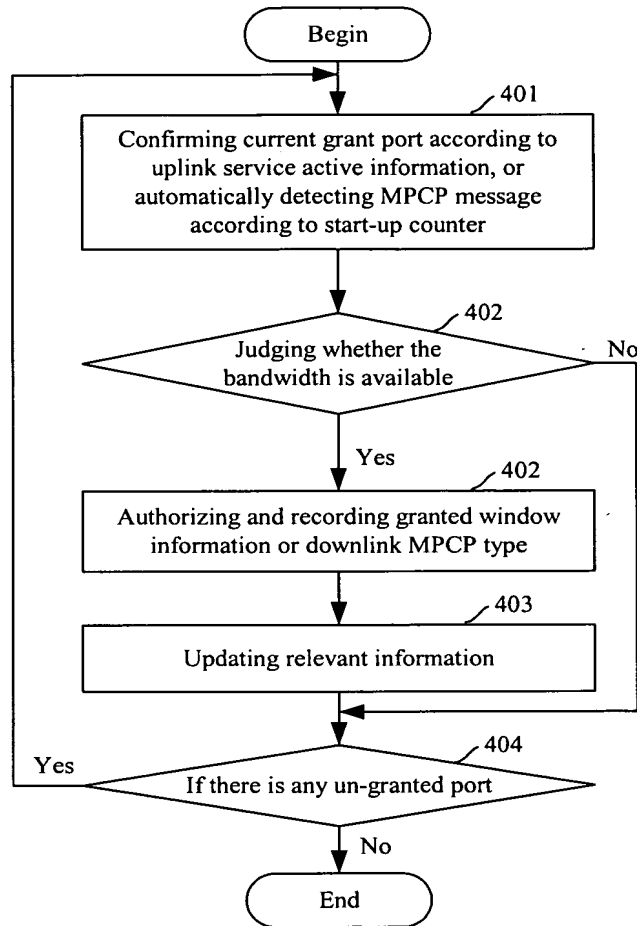 Begin
401
Confirming current grant port according to
uplink service active information, or
automatically detecting MPCP message
according to start-up counter
402
Judging whether the
bandwidth is available
No
Yes
402
Authorizing and recording granted window
information or downlink MPCP type
403
Updating relevant information
404
Yes
If there is any un-granted port
No
End